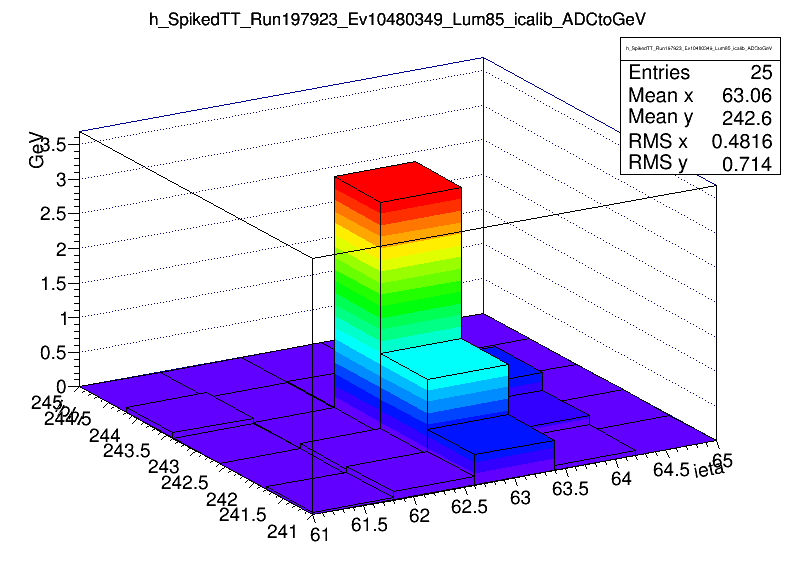 h_SpikedTT_Run197923_Ev10480349_Lum85_icalib_ADCtoGeV
h_SpikedTT_Run197923_Ev10480349_Lum85_icalib_ADCtoGeV
Entries 25
Mean x 63.06
Mean y 242.6
RMS x 0.4816
RMS y 0.714
GeV
3.5
3
2.5
2
1.5
1
0.5
0
245
244.5
244
243.5
243
242.5
242
241.5
241
61
61.5
62
62.5
63
63.5
64
64.5
65
ieta